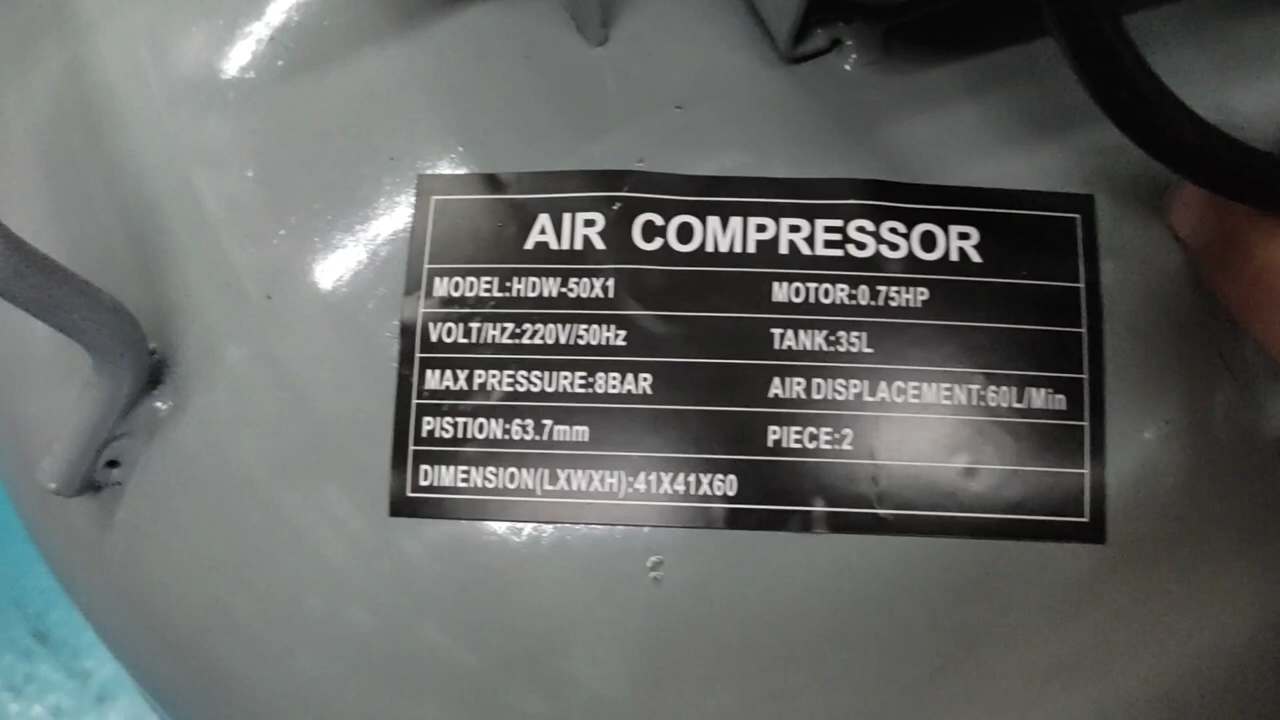 AIR COMPRESSOR
MODEL:HDW-50X1 MOTOR:0.75HP
VOLT/HZ:220V/50Hz TANK:35L
MAX PRESSURE:8BAR AIR DISPLACEMENT:60L/Min
PISTION:63.7mm PIECE:2
DIMENSION(LXWXH):41X41X60